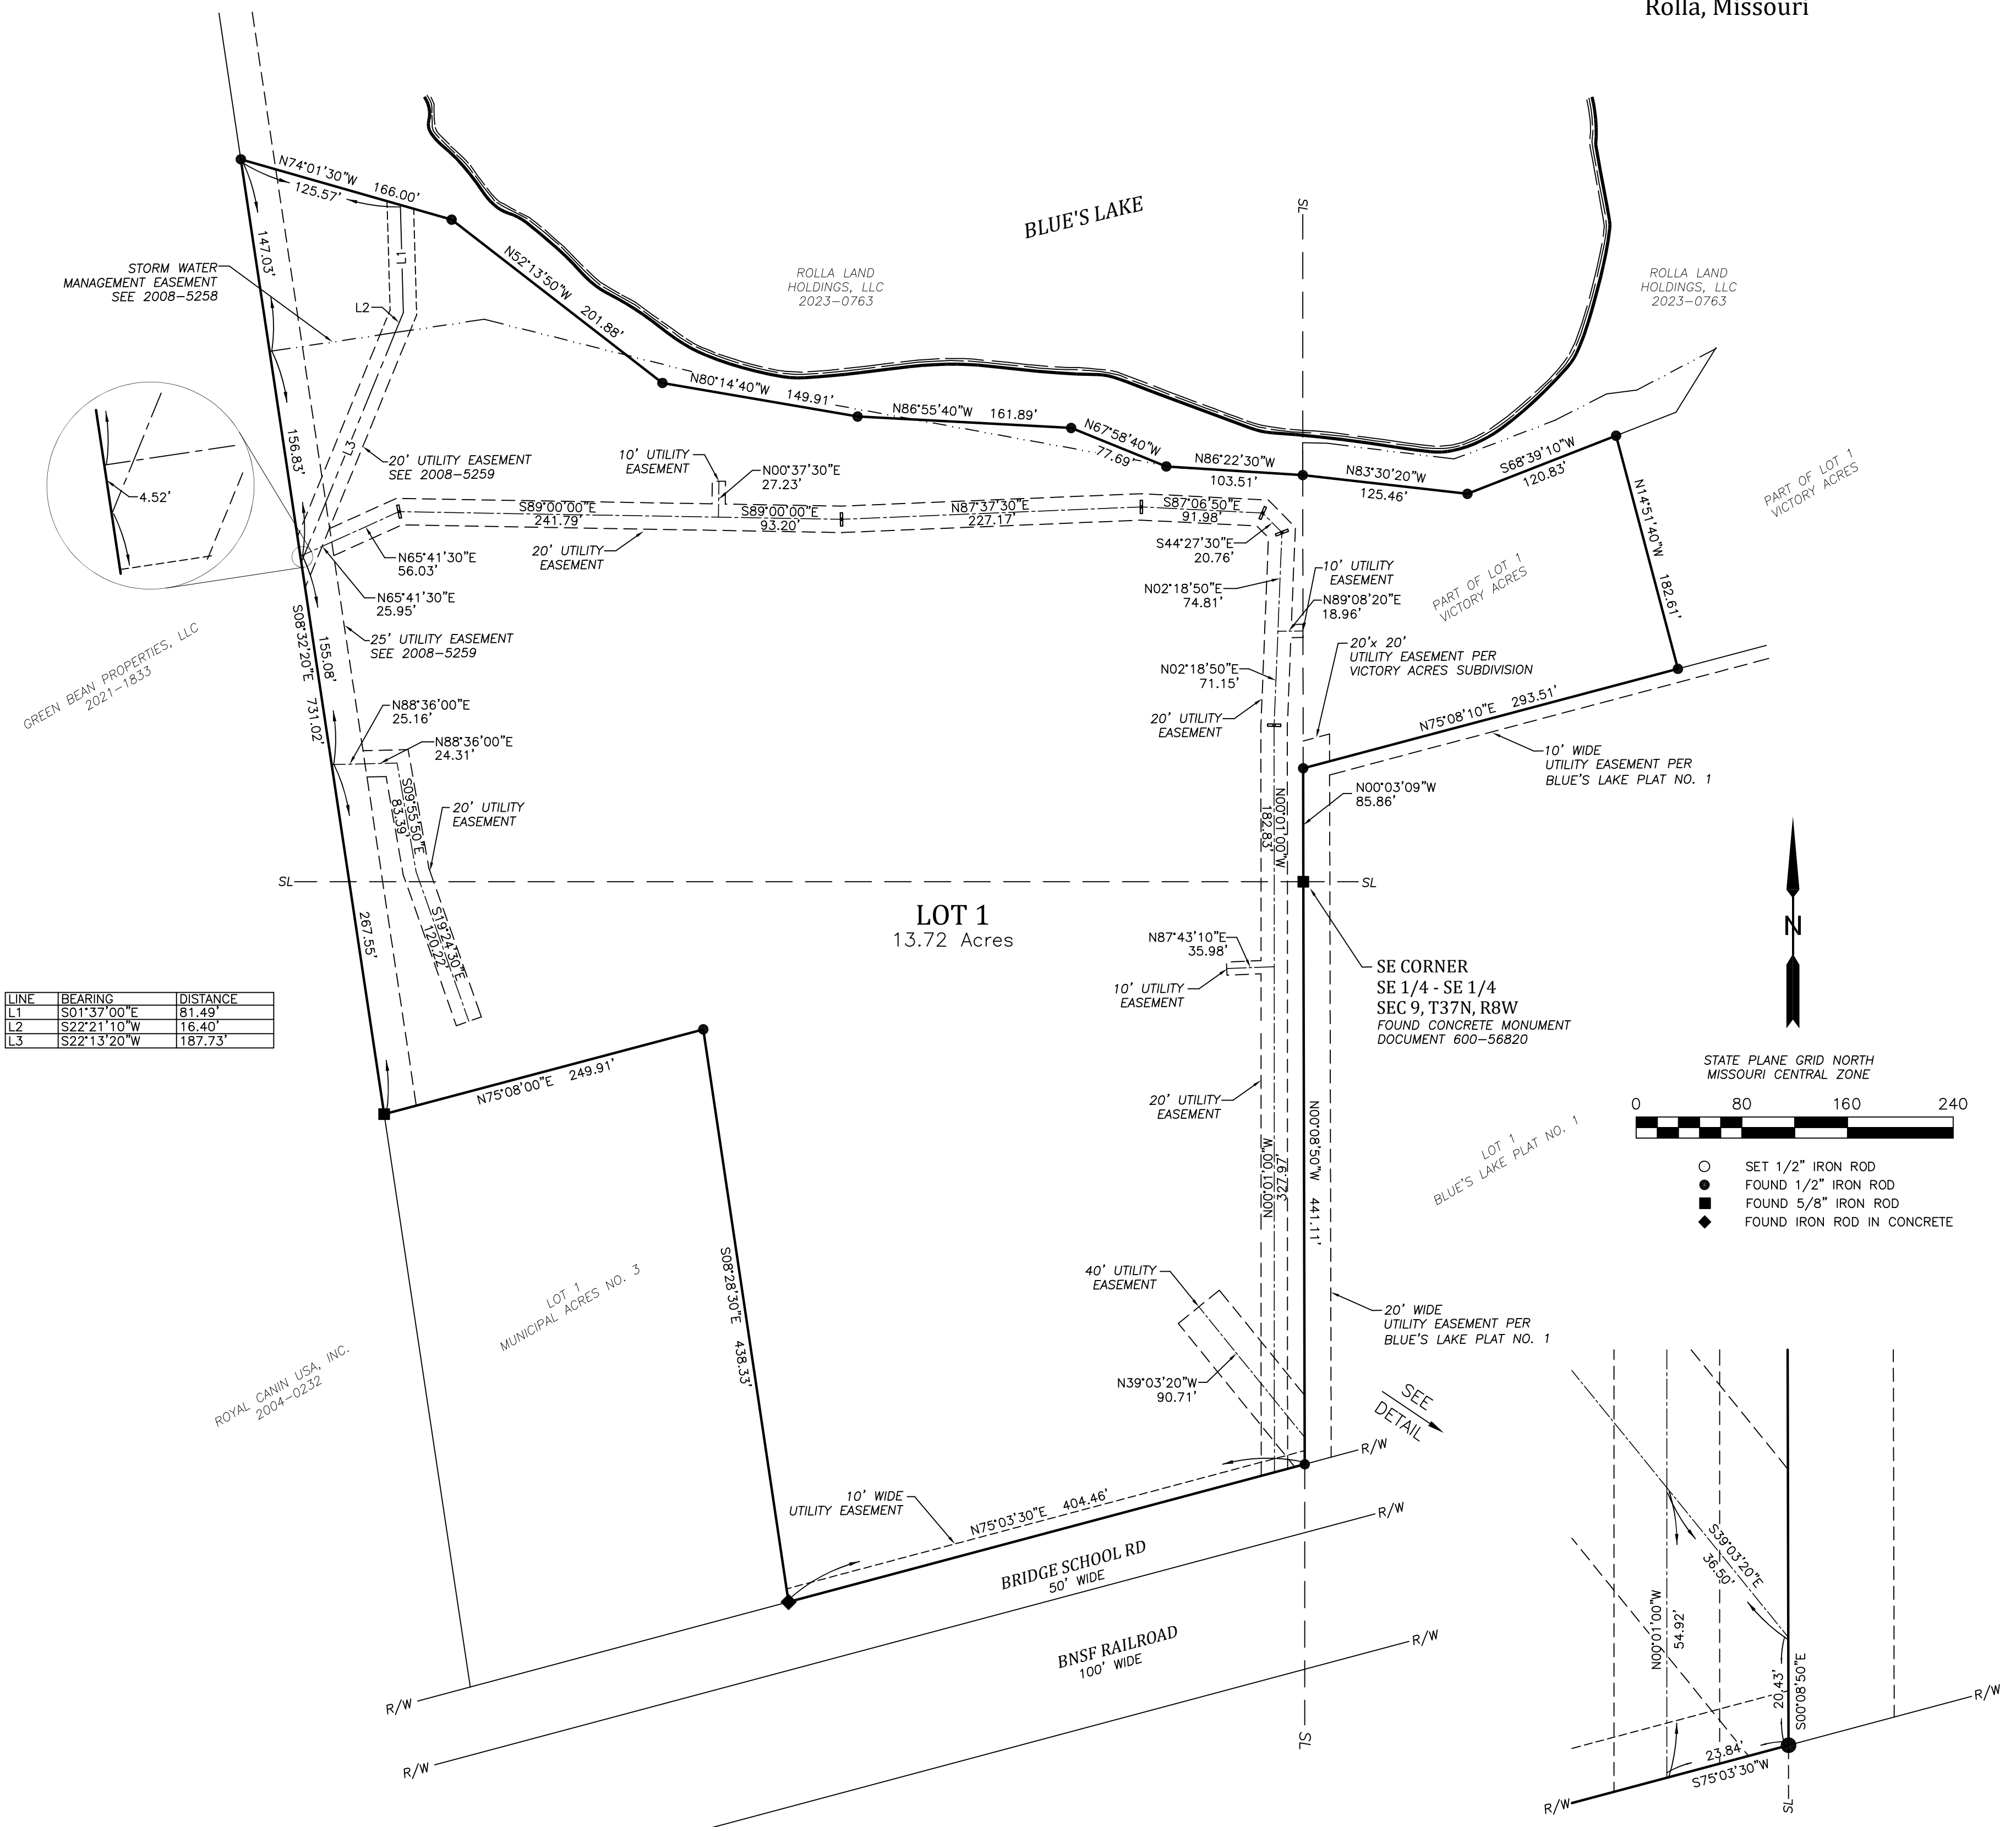 Rolla, Missouri
N74°01'30"W 166.00'
125.57'
147.03'
L1
STORM WATER
MANAGEMENT EASEMENT
SEE 2008-5258
L2
N52°13'50"W 201.88'
BLUE'S LAKE
ROLLA LAND
HOLDINGS, LLC
2023-0763
SL
ROLLA LAND
HOLDINGS, LLC
2023-0763
N80°14'40"W 149.91'
N86°55'40"W 161.89'
N67°58'40"W
77.69'
N86°22'30"W
103.51'
N83°30'20"W
125.46'
S68°39'10"W
120.83'
N14°51'40"W 182.61'
PART OF LOT 1
VICTORY ACRES
4.52'
156.83'
L3
20' UTILITY EASEMENT
SEE 2008-5259
10' UTILITY
EASEMENT
N00°37'30"E
27.23'
S89°00'00"E
241.79'
S89°00'00"E
93.20'
N87°37'30"E
227.17'
S87°06'50"E
91.98'
S44°27'30"E
20.76'
20' UTILITY
EASEMENT
N65°41'30"E
56.03'
N65°41'30"E
25.95'
N02°18'50"E
74.81'
10' UTILITY
EASEMENT
N89°08'20"E
18.96'
PART OF LOT 1
VICTORY ACRES
25' UTILITY EASEMENT
SEE 2008-5259
S08°32'20"E 731.02'
155.08'
GREEN BEAN PROPERTIES, LLC
2021-1833
20'x 20'
UTILITY EASEMENT PER
VICTORY ACRES SUBDIVISION
N02°18'50"E
71.15'
20' UTILITY
EASEMENT
N75°08'10"E 293.51'
10' WIDE
UTILITY EASEMENT PER
BLUE'S LAKE PLAT NO. 1
N88°36'00"E
25.16'
N88°36'00"E
24.31'
S09°55'50"E
83.39'
20' UTILITY
EASEMENT
N00°03'09"W
85.86'
N00°01'00"W
182.83'
SL
SL
LOT 1
13.72 Acres
267.55'
S19°24'30"E
120.22'
N87°43'10"E
35.98'
10' UTILITY
EASEMENT
SE CORNER
SE 1/4 - SE 1/4
SEC 9, T37N, R8W
FOUND CONCRETE MONUMENT
DOCUMENT 600-56820
N
STATE PLANE GRID NORTH
MISSOURI CENTRAL ZONE
0 80 160 240
SET 1/2" IRON ROD
FOUND 1/2" IRON ROD
FOUND 5/8" IRON ROD
FOUND IRON ROD IN CONCRETE
LINE BEARING DISTANCE
L1 S01°37'00"E 81.49'
L2 S22°21'10"W 16.40'
L3 S22°13'20"W 187.73'
N75°08'00"E 249.91'
20' UTILITY
EASEMENT
N00°01'00"W
327.97'
N00°08'50"W 441.11'
LOT 1
BLUE'S LAKE PLAT NO. 1
S08°28'30"E 438.33'
LOT 1
MUNICIPAL ACRES NO. 3
40' UTILITY
EASEMENT
20' WIDE
UTILITY EASEMENT PER
BLUE'S LAKE PLAT NO. 1
N39°03'20"W
90.71'
ROYAL CANIN USA, INC.
2004-0232
SEE
DETAIL
R/W
10' WIDE
UTILITY EASEMENT
N75°03'30"E 404.46'
R/W
BRIDGE SCHOOL RD
50' WIDE
BNSF RAILROAD
100' WIDE
R/W
R/W
R/W
SL
S39°03'20"E
36.50'
N00°01'00"W
54.92'
20.43'
S00°08'50"E
23.84'
S75°03'30"W
R/W
R/W
SL